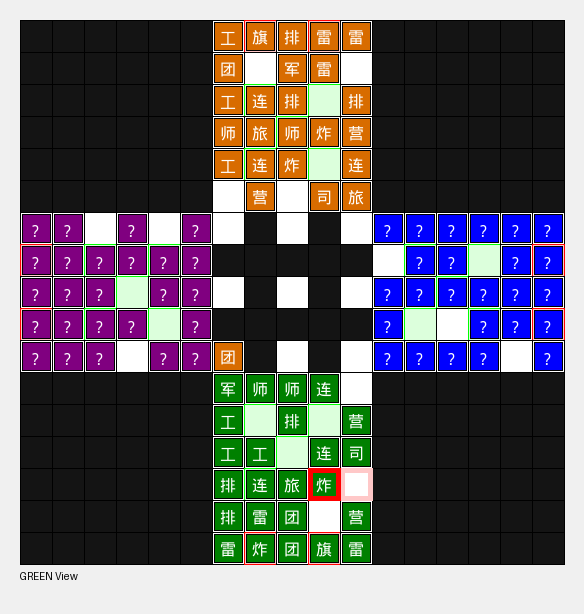 工 旗 排 雷 雷
团 军 雷
工 连 排 排
师 旅 师 炸 营
工 连 炸 连
营 司 旅
? ? ? ? ? ? ? ? ? ?
? ? ? ? ? ? ? ? ? ? ?
? ? ? ? ? ? ? ? ? ? ?
? ? ? ? ? ? ? ? ?
? ? ? ? ? 团 ? ? ? ? ?
军 师 师 连
工 排 营
工 工 连 司
排 连 旅 炸
排 雷 团 营
雷 炸 团 旗 雷
GREEN View